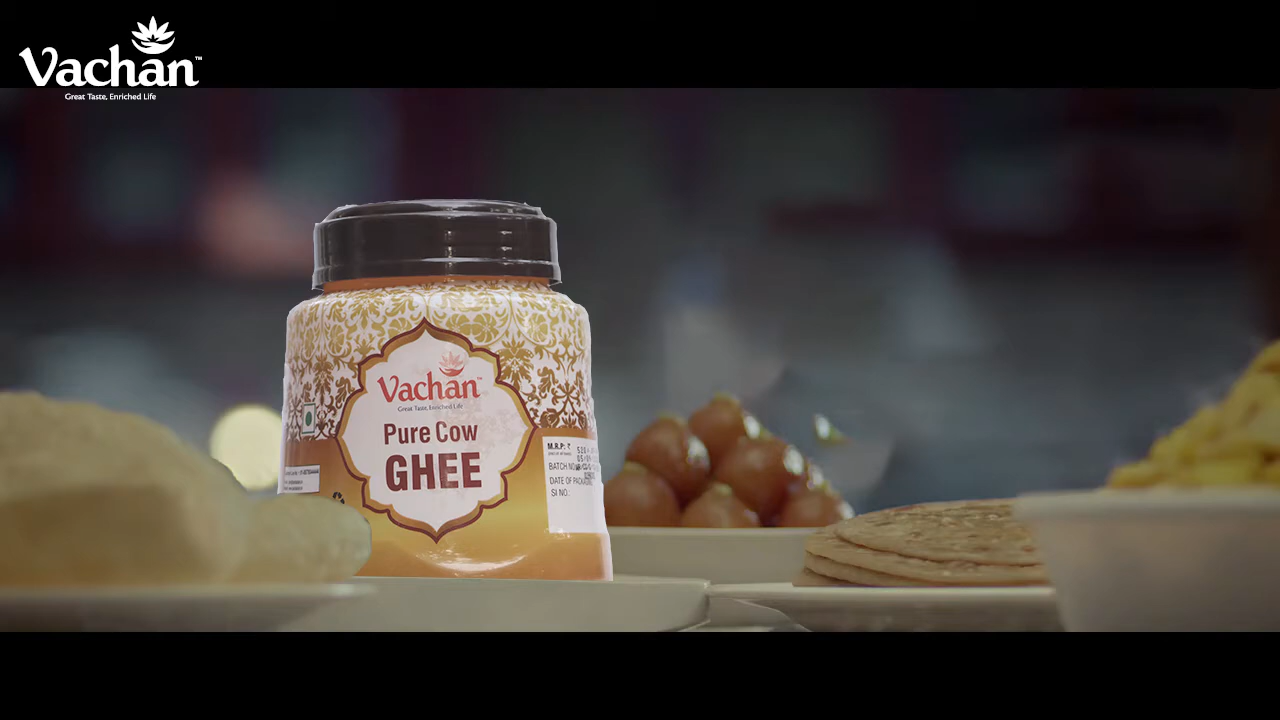 Vachan™
Great Taste, Enriched Life
Vachan™
Great Taste, Enriched Life
Pure Cow
GHEE
M.R.P: ₹
BATCH NO
DATE OF
SI NO.: